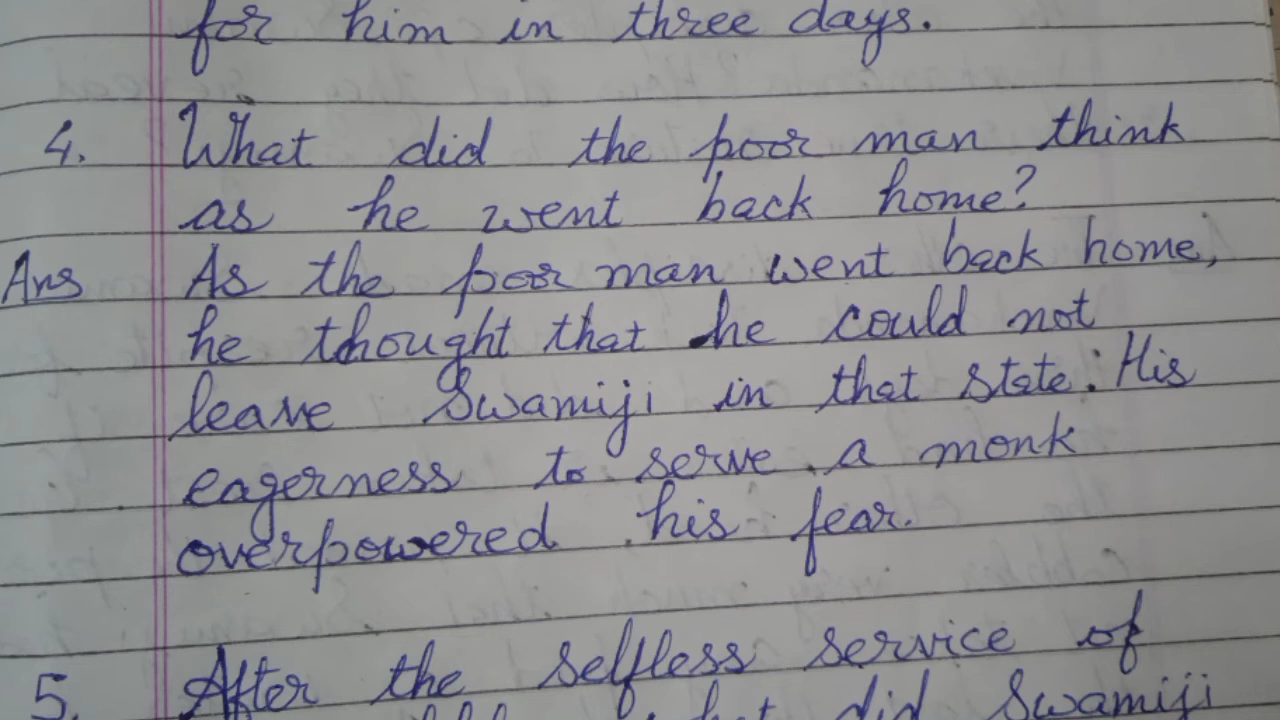 for him in three days.
4. What did the poor man think
as he went back home?
Ans As the poor man went back home,
he thought that he could not
leave Swamiji in that state. His
eagerness to serve a monk
overpowered his fear.
5. After the selfless service of
did Swamiji